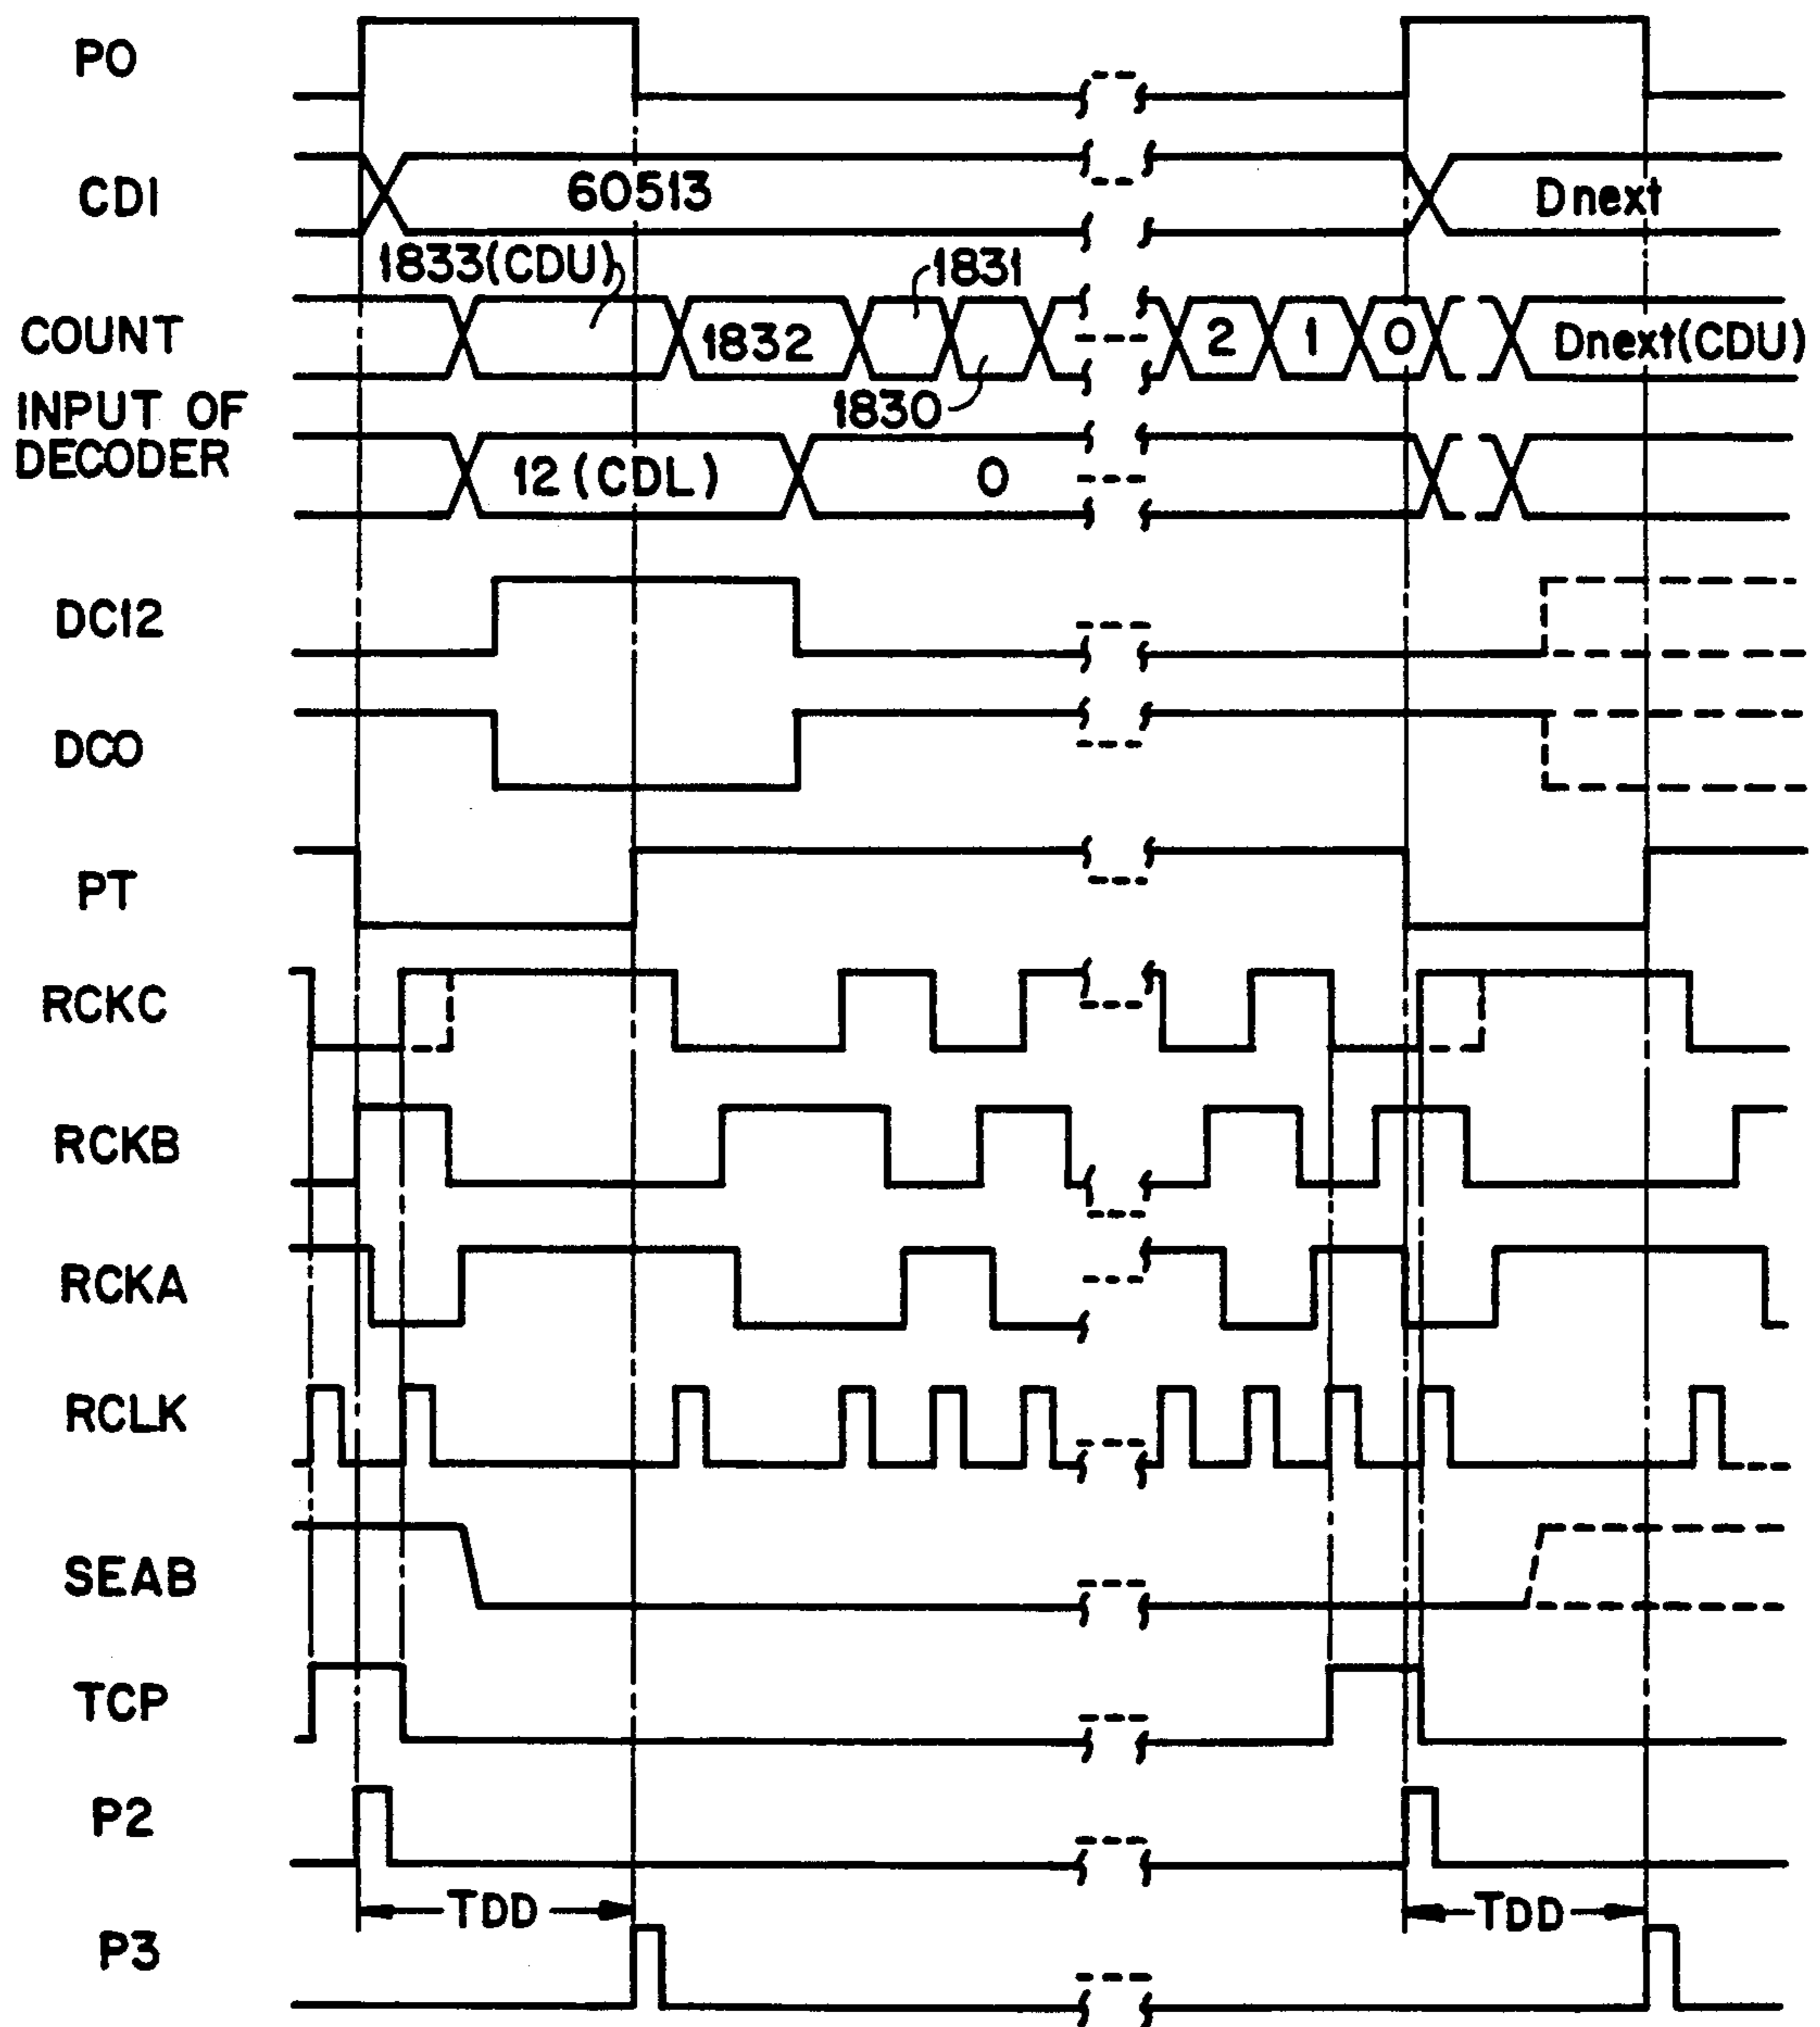 PO
CDI
60513
Dnext
1833(CDU)
1831
COUNT
1832
2
1
0
Dnext(CDU)
1830
INPUT OF
DECODER
12(CDL)
0
DC12
DC0
PT
RCKC
RCKB
RCKA
RCLK
SEAB
TCP
P2
TDD
TDD
P3